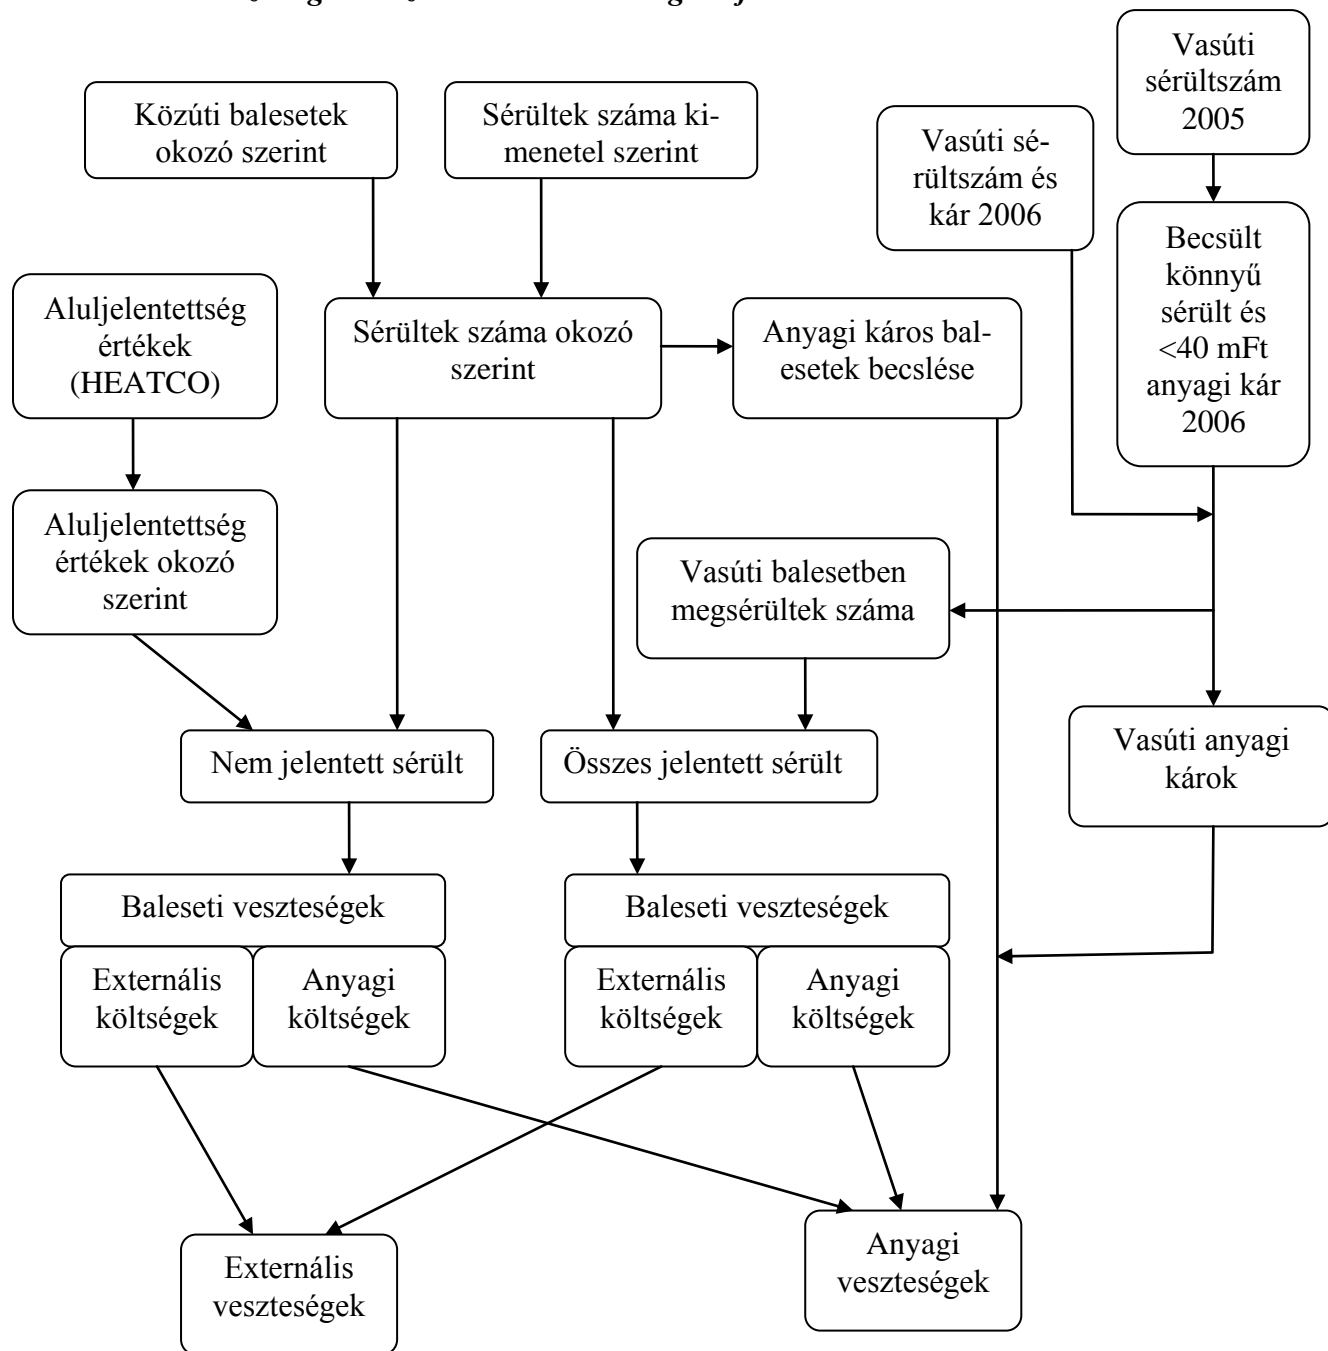 Vasúti
sérültszám
2005
Közúti balesetek
okozó szerint
Sérültek száma ki-
menetel szerint
Vasúti sé-
rültszám és
kár 2006
Becsült
könnyű
sérült és
<40 mFt
anyagi kár
2006
Aluljelentettség
értékek
(HEATCO)
Sérültek száma okozó
szerint
Anyagi káros bal-
esetek becslése
Aluljelentettség
értékek okozó
szerint
Vasúti balesetben
megsérültek száma
Nem jelentett sérült
Összes jelentett sérült
Vasúti anyagi
károk
Baleseti veszteségek
Externális
költségek
Anyagi
költségek
Baleseti veszteségek
Externális
költségek
Anyagi
költségek
Externális
veszteségek
Anyagi
veszteségek